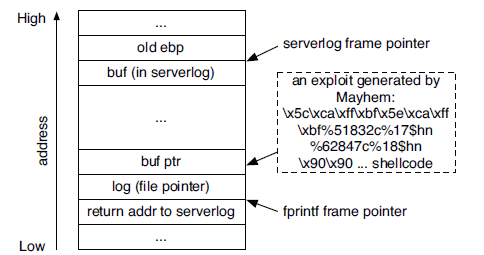 High
...
old ebp
serverlog frame pointer
buf (in serverlog)
an exploit generated by
Mayhem:
\x5c\xca\xff\xbf\x5e\xca\xff
\xbf%51832c%17$hn
%62847c%18$hn
\x90\x90 ... shellcode
...
address
buf ptr
log (file pointer)
return addr to serverlog
fprintf frame pointer
...
Low